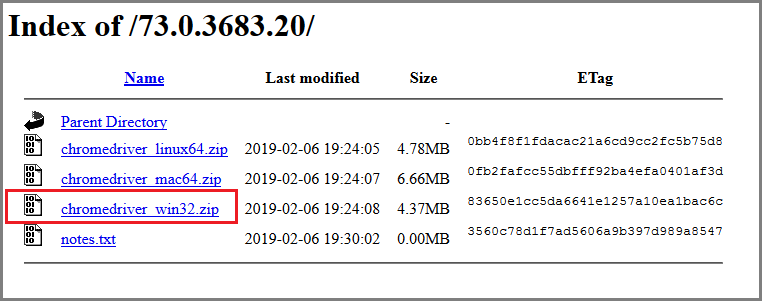 Index of /73.0.3683.20/
Name Last modified Size ETag
Parent Directory -
chromedriver_linux64.zip 2019-02-06 19:24:05 4.78MB 0bb4f8f1fdacac21a6cd9cc2fc5b75d8
chromedriver_mac64.zip 2019-02-06 19:24:07 6.66MB 0fb2fafcc55dbfff92ba4efa0401af3d
chromedriver_win32.zip 2019-02-06 19:24:08 4.37MB 83650e1cc5da6641e1257a10ea1bac6c
notes.txt 2019-02-06 19:30:02 0.00MB 3560c78d1f7ad5606a9b397d989a8547